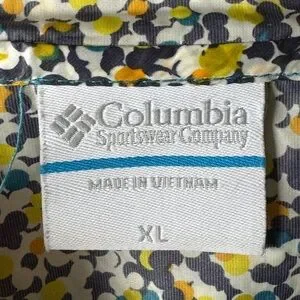 Columbia
Sportswear Company
MADE IN VIETNAM
XL